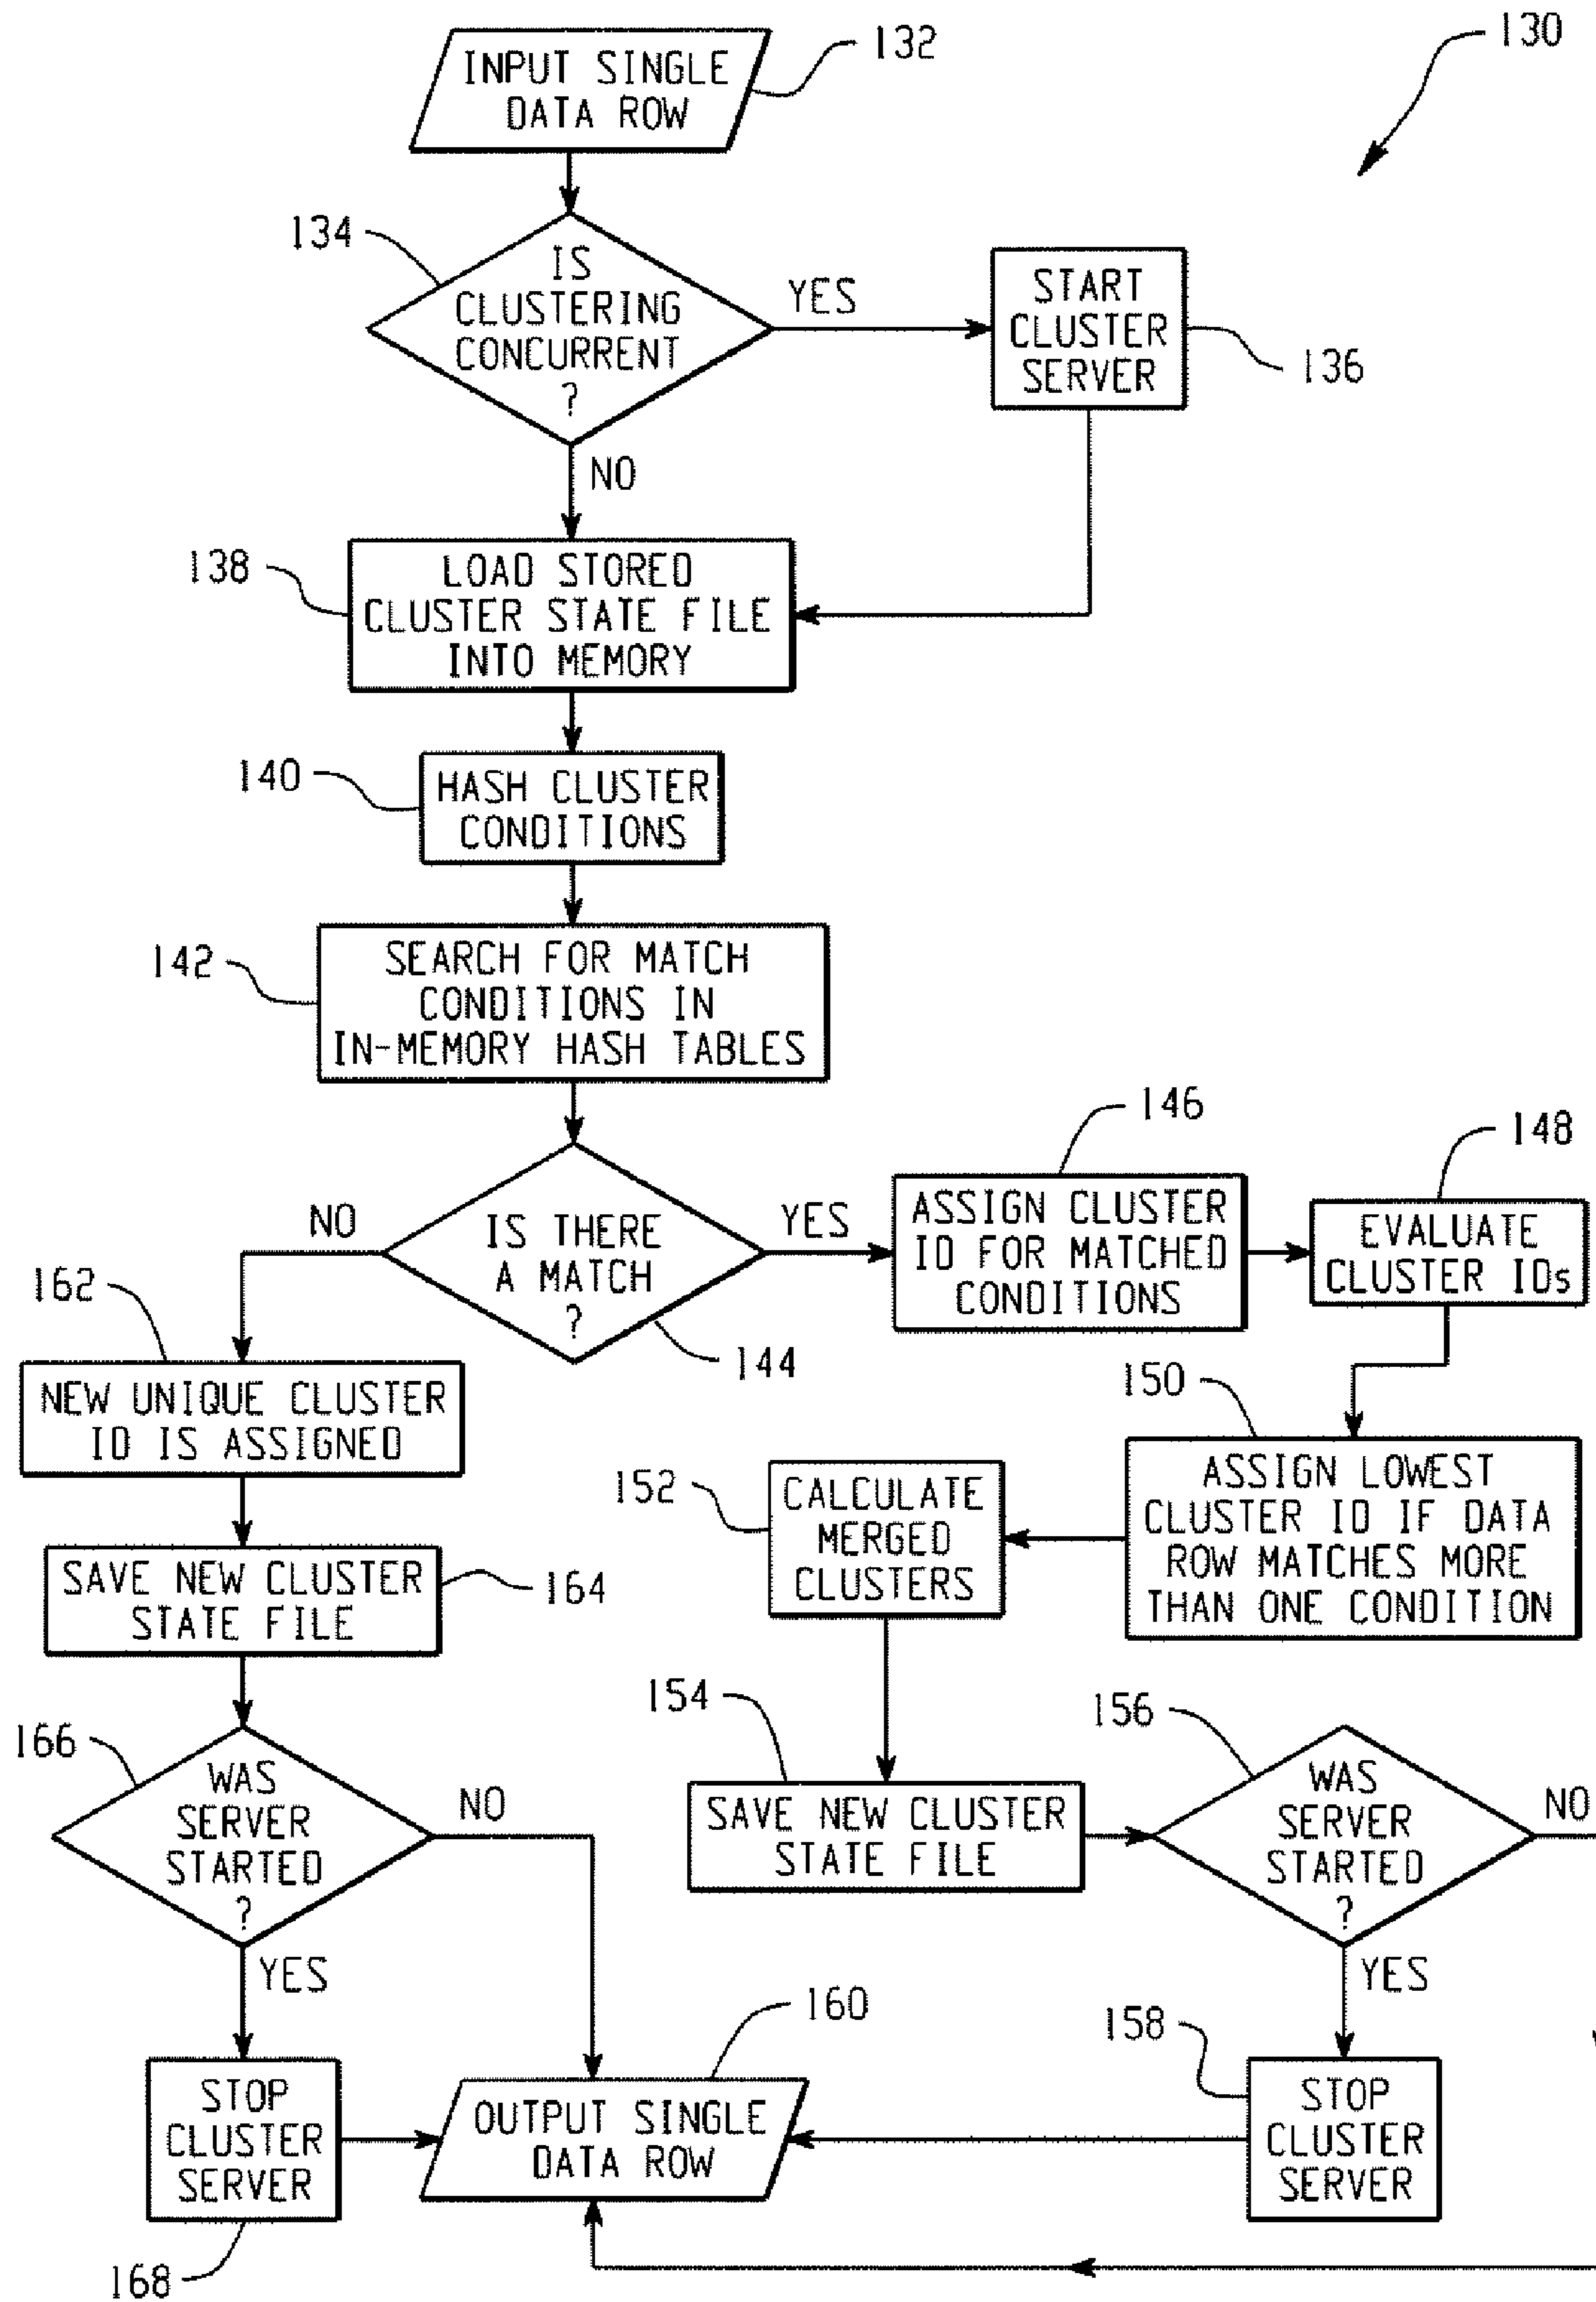 130
132
INPUT SINGLE
DATA ROW
134
IS
CLUSTERING
CONCURRENT
?
YES
START
CLUSTER
SERVER
136
NO
138
LOAD STORED
CLUSTER STATE FILE
INTO MEMORY
140
HASH CLUSTER
CONDITIONS
142
SEARCH FOR MATCH
CONDITIONS IN
IN-MEMORY HASH TABLES
IS THERE
A MATCH
?
144
YES
146
ASSIGN CLUSTER
ID FOR MATCHED
CONDITIONS
148
EVALUATE
CLUSTER IDs
150
ASSIGN LOWEST
CLUSTER ID IF DATA
ROW MATCHES MORE
THAN ONE CONDITION
152
CALCULATE
MERGED
CLUSTERS
154
SAVE NEW CLUSTER
STATE FILE
156
WAS
SERVER
STARTED
?
NO
YES
158
STOP
CLUSTER
SERVER
NO
162
NEW UNIQUE CLUSTER
ID IS ASSIGNED
SAVE NEW CLUSTER
STATE FILE
164
166
WAS
SERVER
STARTED
?
NO
YES
STOP
CLUSTER
SERVER
168
160
OUTPUT SINGLE
DATA ROW